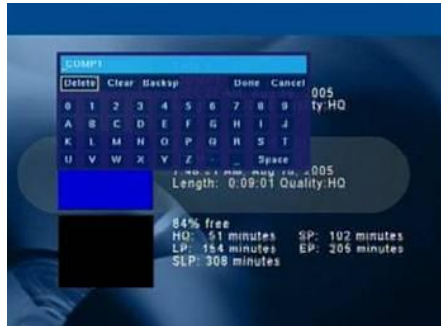 COMP1
Delete Clear Backsp Done Cancel
0 1 2 3 4 5 6 7 8 9
A B C D E F G H I J
K L M N O P Q R S T
U V W X Y Z - _ Space
005
ty:HQ
AM, Aug 2005
Length: 0:09:01 Quality:HQ
84% free
HQ: 51 minutes SP: 102 minutes
LP: 154 minutes EP: 205 minutes
SLP: 308 minutes